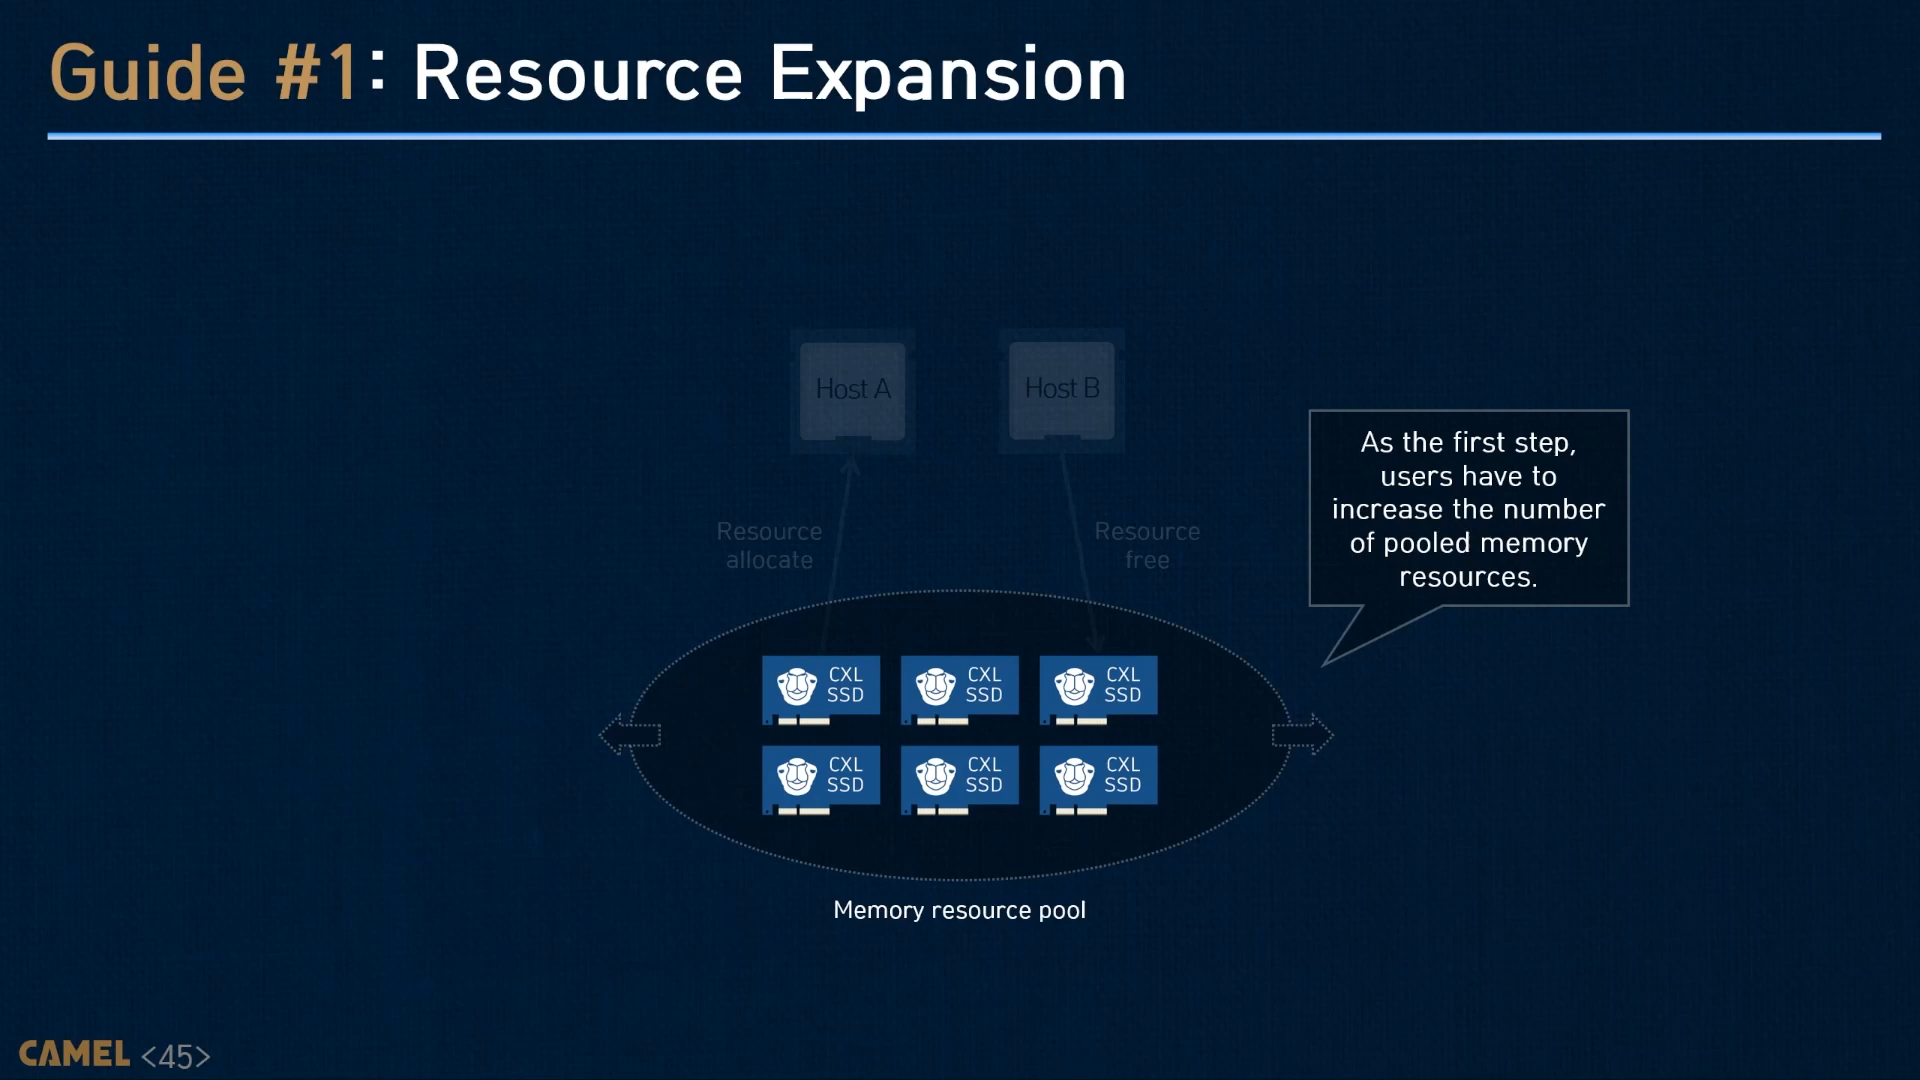 Guide #1: Resource Expansion
Host A
Host B
As the first step,
users have to
increase the number
of pooled memory
resources.
Resource
allocate
Resource
free
CXL
SSD
CXL
SSD
CXL
SSD
CXL
SSD
CXL
SSD
CXL
SSD
Memory resource pool
CAMEL <45>